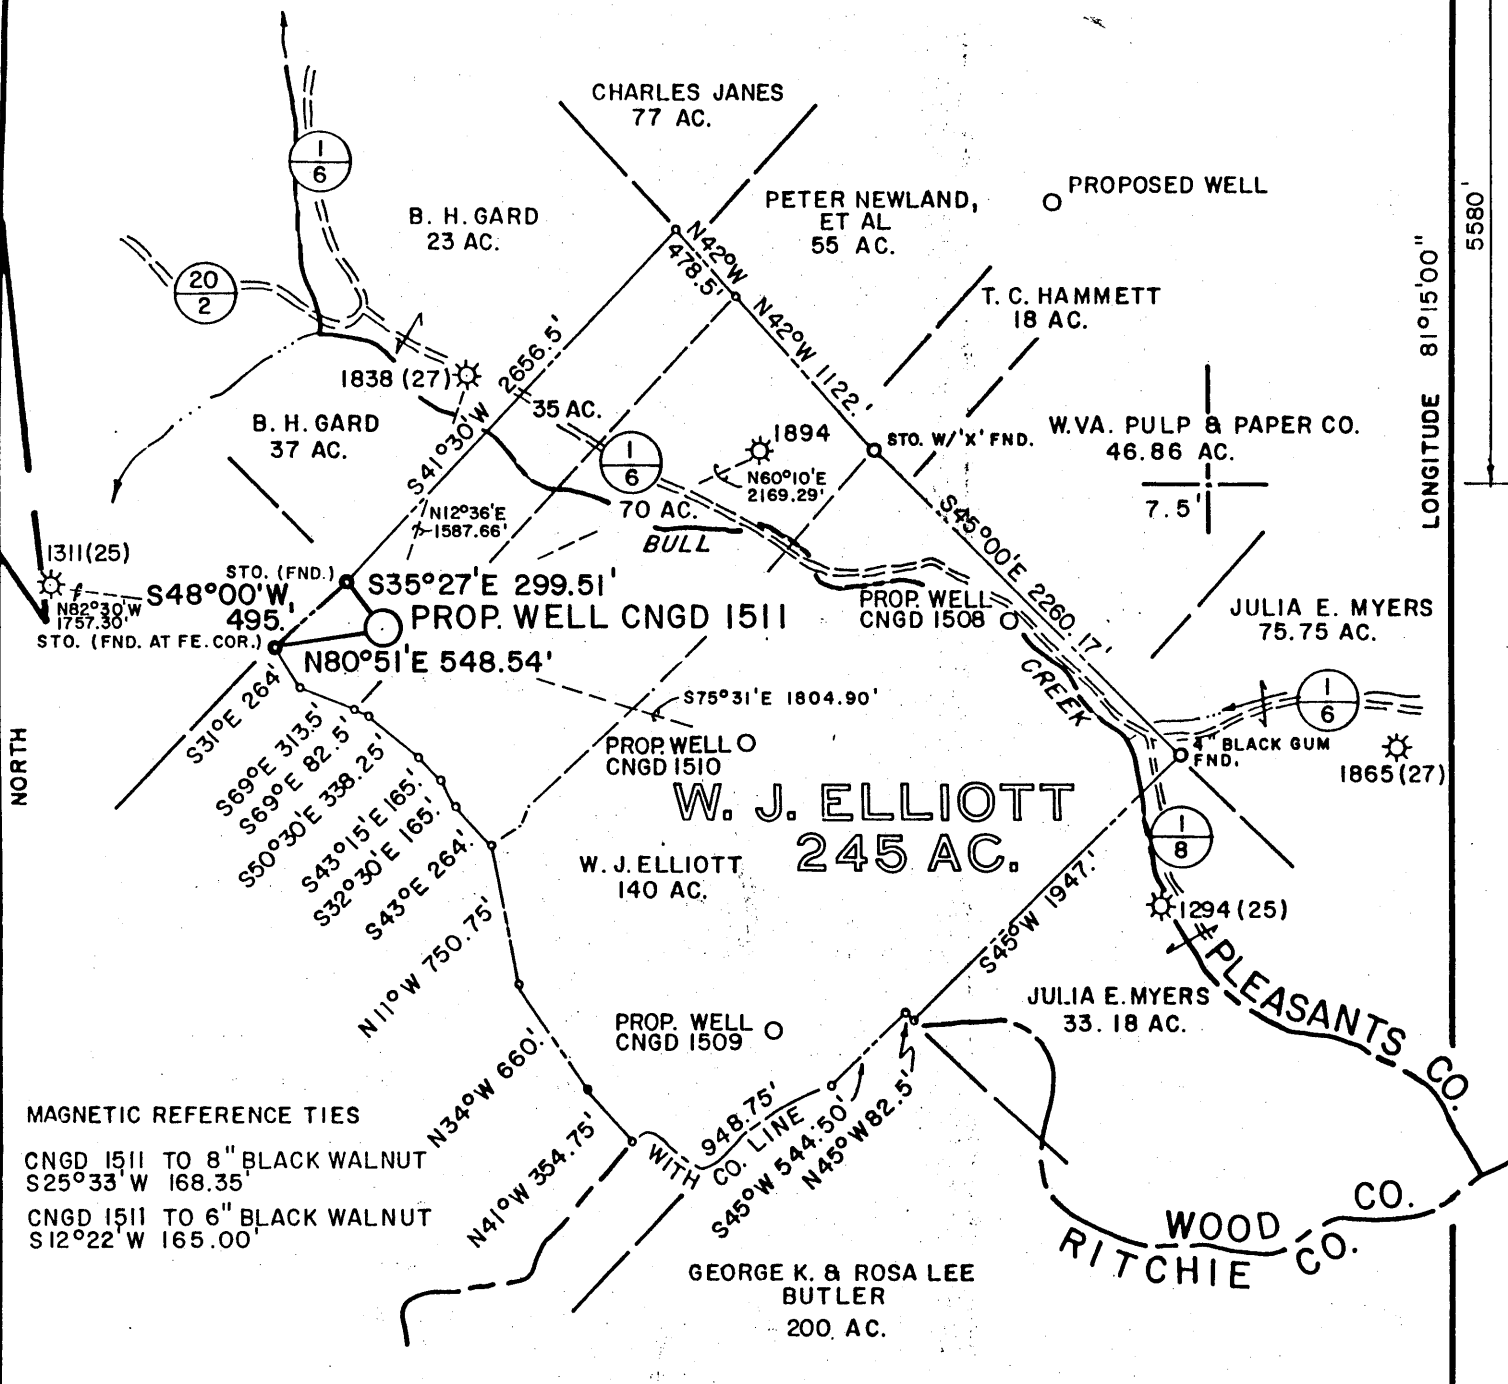 CHARLES JANES
77 AC.
1
6
B. H. GARD
23 AC.
PETER NEWLAND,
ET AL
55 AC.
PROPOSED WELL
5580'
20
2
N42°W
478.5'
T. C. HAMMETT
18 AC.
LONGITUDE 81°15'00"
N42°W 1122.'
1838 (27)
S41°30'W 2656.5'
35 AC.
B. H. GARD
37 AC.
1
6
1894
STO. W/'X' FND.
W.VA. PULP & PAPER CO.
46.86 AC.
7.5'
N60°10'E
2169.29'
70 AC.
BULL
N12°36'E
1587.66'
S45°00'E 2260.17'
1311(25)
N82°30'W
1757.30'
STO. (FND.)
S48°00'W
495.'
STO. (FND. AT FE. COR.)
S35°27'E 299.51'
PROP. WELL CNGD 1511
N80°51'E 548.54'
PROP. WELL
CNGD 1508
JULIA E. MYERS
75.75 AC.
CREEK
S75°31'E 1804.90'
1
6
4" BLACK GUM
FND.
1865(27)
PROP. WELL
CNGD 1510
NORTH
S31°E 264'
S69°E 313.5'
S69°E 82.5'
S50°30'E 338.25'
S43°15'E 165.'
S32°30'E 165.'
S43°E 264.'
W. J. ELLIOTT
245 AC.
1
8
W. J. ELLIOTT
140 AC.
S45°W 1947.'
1294(25)
N11°W 750.75'
PLEASANTS CO.
JULIA E. MYERS
33.18 AC.
PROP. WELL
CNGD 1509
N34°W 660.'
N41°W 354.75'
WITH CO. LINE
948.75'
S45°W 544.50'
N45°W 82.5'
WOOD CO.
RITCHIE CO.
MAGNETIC REFERENCE TIES
CNGD 1511 TO 8" BLACK WALNUT
S25°33'W 168.35'
CNGD 1511 TO 6" BLACK WALNUT
S12°22'W 165.00'
GEORGE K. & ROSA LEE
BUTLER
200 AC.